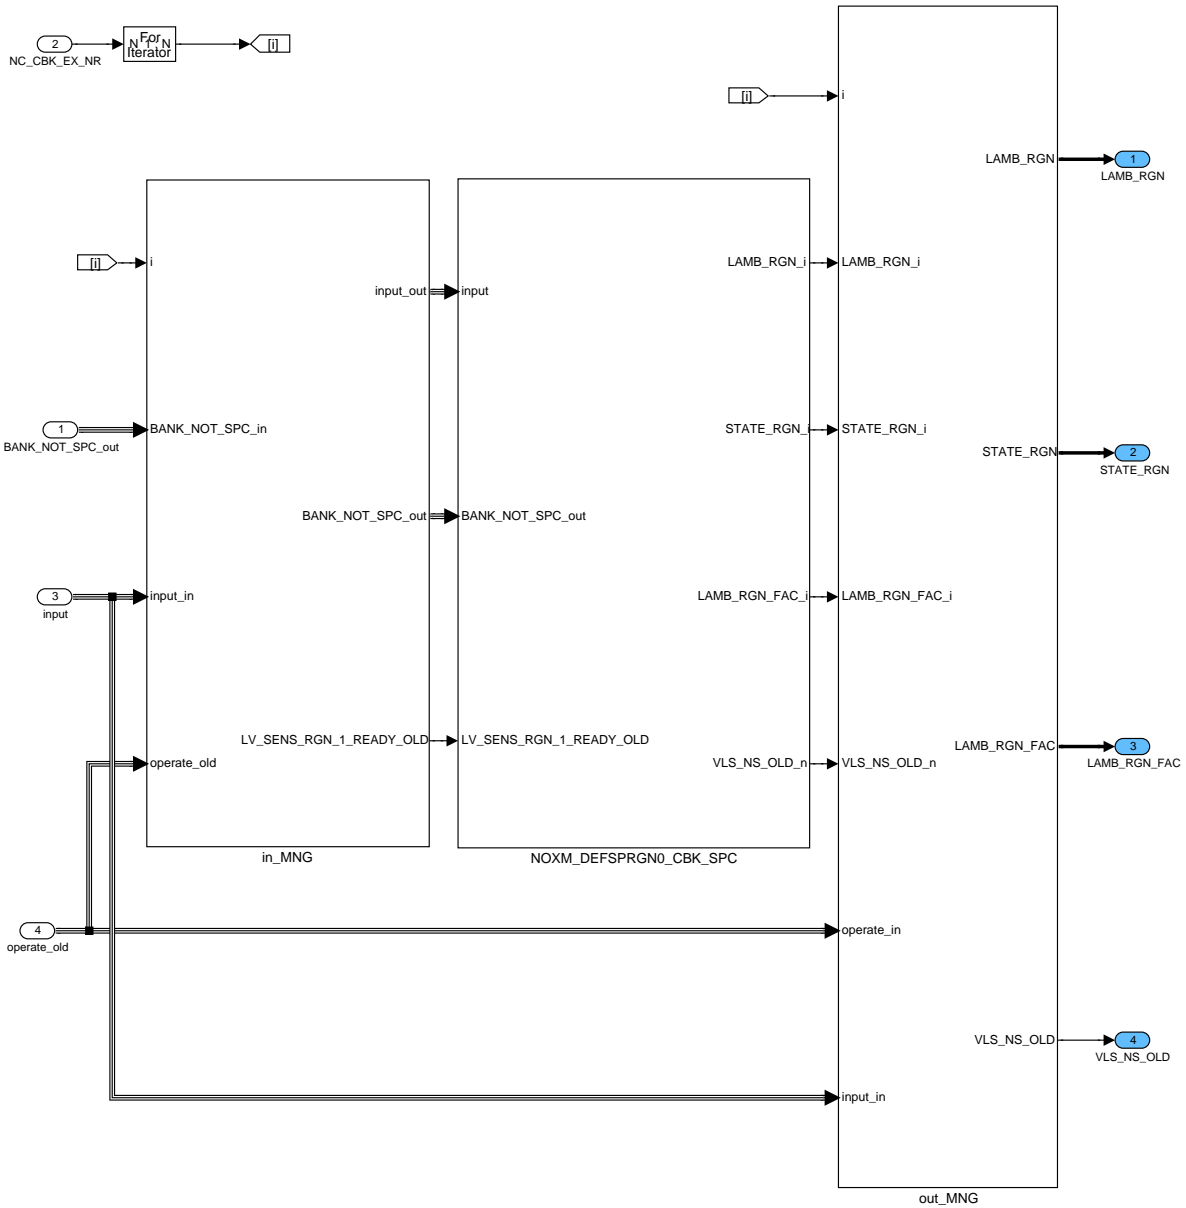 2
NC_CBK_EX_NR
For
N 1 : N
Iterator
[i]
[i]
i
LAMB_RGN
1
LAMB_RGN
[i]
i
LAMB_RGN_i
LAMB_RGN_i
input_out
input
1
BANK_NOT_SPC_out
BANK_NOT_SPC_in
STATE_RGN_i
STATE_RGN_i
STATE_RGN
2
STATE_RGN
BANK_NOT_SPC_out
BANK_NOT_SPC_out
3
input
input_in
LAMB_RGN_FAC_i
LAMB_RGN_FAC_i
LV_SENS_RGN_1_READY_OLD
LV_SENS_RGN_1_READY_OLD
LAMB_RGN_FAC
3
LAMB_RGN_FAC
operate_old
VLS_NS_OLD_n
VLS_NS_OLD_n
in_MNG
NOXM_DEFSPRGN0_CBK_SPC
4
operate_old
operate_in
VLS_NS_OLD
4
VLS_NS_OLD
input_in
out_MNG